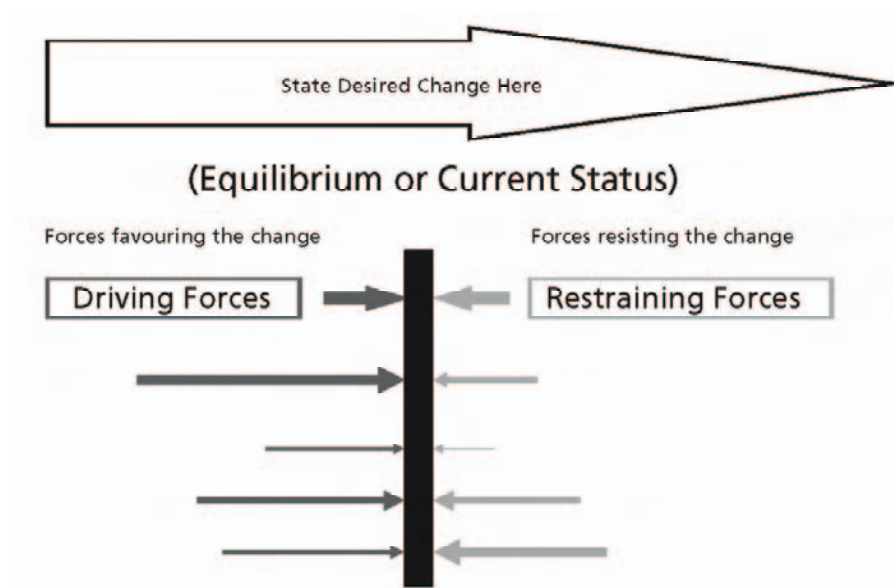 State Desired Change Here
(Equilibrium or Current Status)
Forces favouring the change
Forces resisting the change
Driving Forces
Restraining Forces